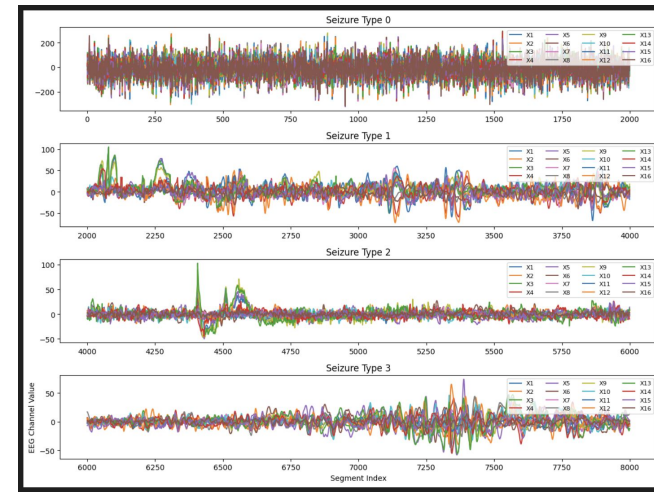 Seizure Type 0
200
0
−200
X1 X5 X9 X13
X2 X6 X10 X14
X3 X7 X11 X15
X4 X8 X12 X16
0 250 500 750 1000 1250 1500 1750 2000
Seizure Type 1
100
50
0
−50
X1 X5 X9 X13
X2 X6 X10 X14
X3 X7 X11 X15
X4 X8 X12 X16
2000 2250 2500 2750 3000 3250 3500 3750 4000
Seizure Type 2
100
50
0
−50
X1 X5 X9 X13
X2 X6 X10 X14
X3 X7 X11 X15
X4 X8 X12 X16
4000 4250 4500 4750 5000 5250 5500 5750 6000
Seizure Type 3
EEG Channel Value
50
0
−50
X1 X5 X9 X13
X2 X6 X10 X14
X3 X7 X11 X15
X4 X8 X12 X16
6000 6250 6500 6750 7000 7250 7500 7750 8000
Segment Index